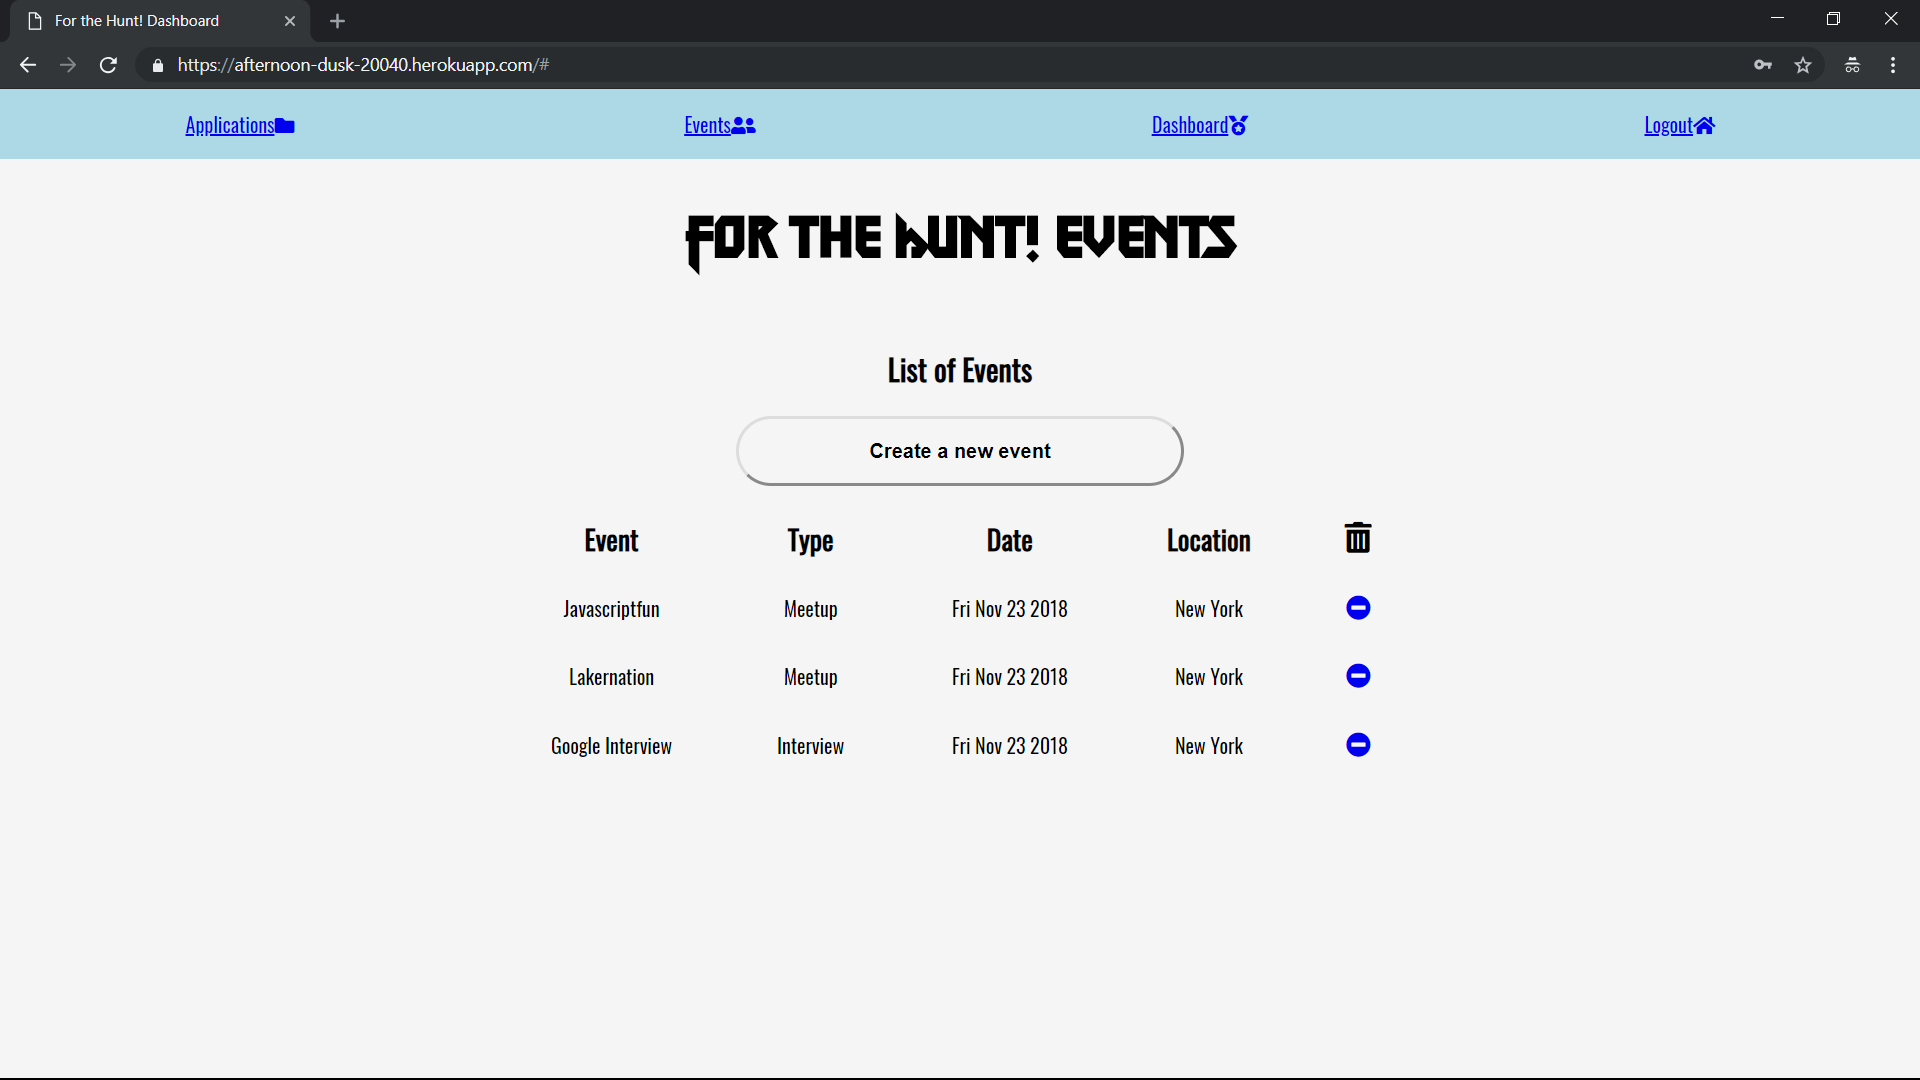 For the Hunt! Dashboard
https://afternoon-dusk-20040.herokuapp.com/#
Applications Events Dashboard Logout
FOR THE HUNT! EVENTS
List of Events
Create a new event
Event Type Date Location
Javascriptfun Meetup Fri Nov 23 2018 New York
Lakernation Meetup Fri Nov 23 2018 New York
Google Interview Interview Fri Nov 23 2018 New York